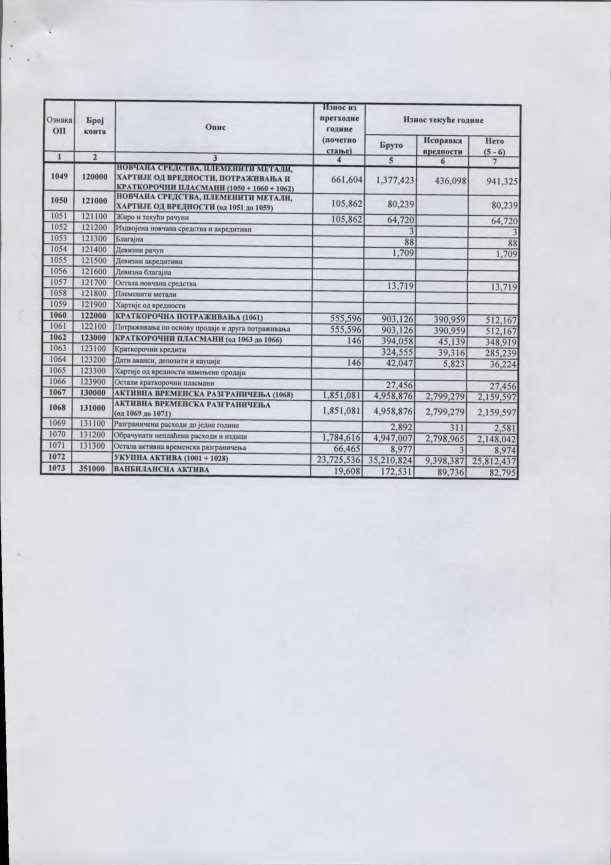 Ознака ОП | Број конта | Опис | Износ из претходне године (почетно стање) | Износ текуће године
Бруто | Исправка вредности | Нето (5 - 6)
1 2 3 4 5 6 7
1049 120000 НОВЧАНА СРЕДСТВА, ПЛЕМЕНИТИ МЕТАЛИ,
ХАРТИЈЕ ОД ВРЕДНОСТИ, ПОТРАЖИВАЊА И
КРАТКОРОЧНИ ПЛАСМАНИ (1050 + 1060 + 1062) 661,604 1,377,423 436,098 941,325
1050 121000 НОВЧАНА СРЕДСТВА, ПЛЕМЕНИТИ МЕТАЛИ,
ХАРТИЈЕ ОД ВРЕДНОСТИ (од 1051 до 1059) 105,862 80,239 80,239
1051 121100 Жиро и текући рачуни 105,862 64,720 64,720
1052 121200 Издвојена новчана средства и акредитиви 3 3
1053 121300 Благајна 88 88
1054 121400 Девизни рачун 1,709 1,709
1055 121500 Девизни акредитиви
1056 121600 Девизна благајна
1057 121700 Остала новчана средства 13,719 13,719
1058 121800 Племенити метали
1059 121900 Хартије од вредности
1060 122000 КРАТКОРОЧНА ПОТРАЖИВАЊА (1061) 555,596 903,126 390,959 512,167
1061 122100 Потраживања по основу продаје и друга потраживања 555,596 903,126 390,959 512,167
1062 123000 КРАТКОРОЧНИ ПЛАСМАНИ (од 1063 до 1066) 146 394,058 45,139 348,919
1063 123100 Краткорочни кредити 324,555 39,316 285,239
1064 123200 Дати аванси, депозити и кауције 146 42,047 5,823 36,224
1065 123300 Хартије од вредности намењене продаји
1066 123900 Остали краткорочни пласмани 27,456 27,456
1067 130000 АКТИВНА ВРЕМЕНСКА РАЗГРАНИЧЕЊА (1068) 1,851,081 4,958,876 2,799,279 2,159,597
1068 131000 АКТИВНА ВРЕМЕНСКА РАЗГРАНИЧЕЊА
(од 1069 до 1071) 1,851,081 4,958,876 2,799,279 2,159,597
1069 131100 Разграничени расходи до једне године 2,892 311 2,581
1070 131200 Обрачунати неплаћени расходи и издаци 1,784,616 4,947,007 2,798,965 2,148,042
1071 131300 Остала активна временска разграничења 66,465 8,977 3 8,974
1072 УКУПНА АКТИВА (1001 + 1028) 23,725,536 35,210,824 9,398,387 25,812,437
1073 351000 ВАНБИЛАНСНА АКТИВА 19,608 172,531 89,736 82,795